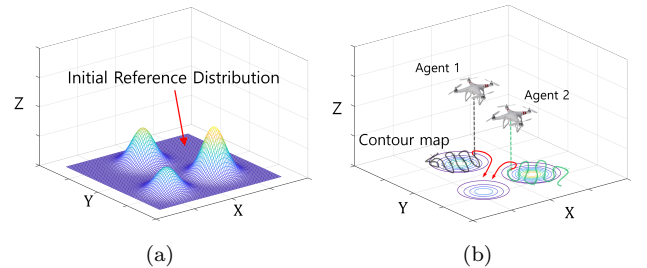 Initial Reference Distribution
Z
Y
X
(a)
Agent 1
Agent 2
Contour map
Z
Y
X
(b)